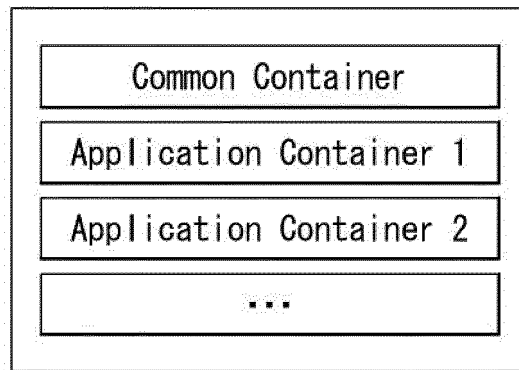 Common Container
Application Container 1
Application Container 2
...